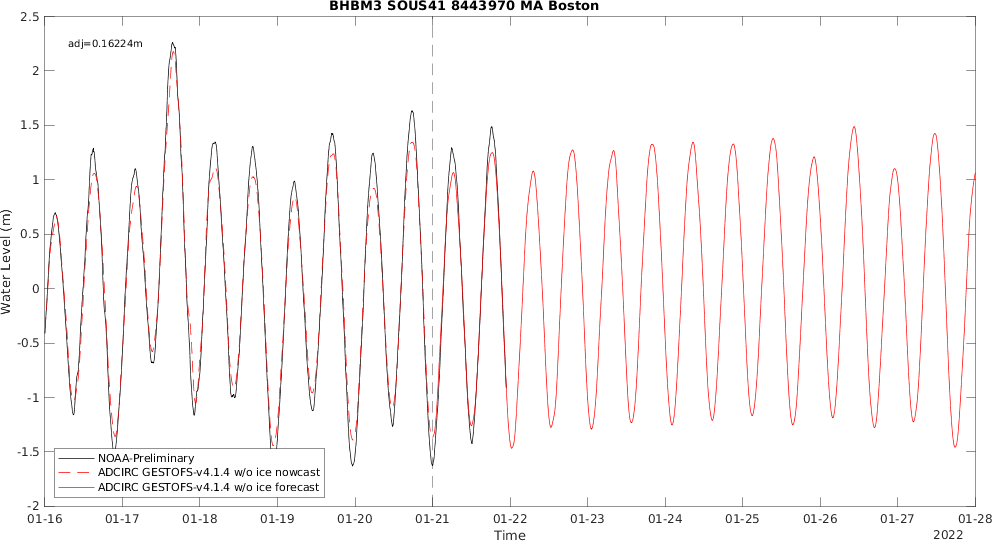 BHBM3 SOUS41 8443970 MA Boston
adj=0.16224m
2.5
2
1.5
1
0.5
0
-0.5
-1
-1.5
-2
Water Level (m)
NOAA-Preliminary
ADCIRC GESTOFS-v4.1.4 w/o ice nowcast
ADCIRC GESTOFS-v4.1.4 w/o ice forecast
01-16 01-17 01-18 01-19 01-20 01-21 01-22 01-23 01-24 01-25 01-26 01-27 01-28
Time
2022